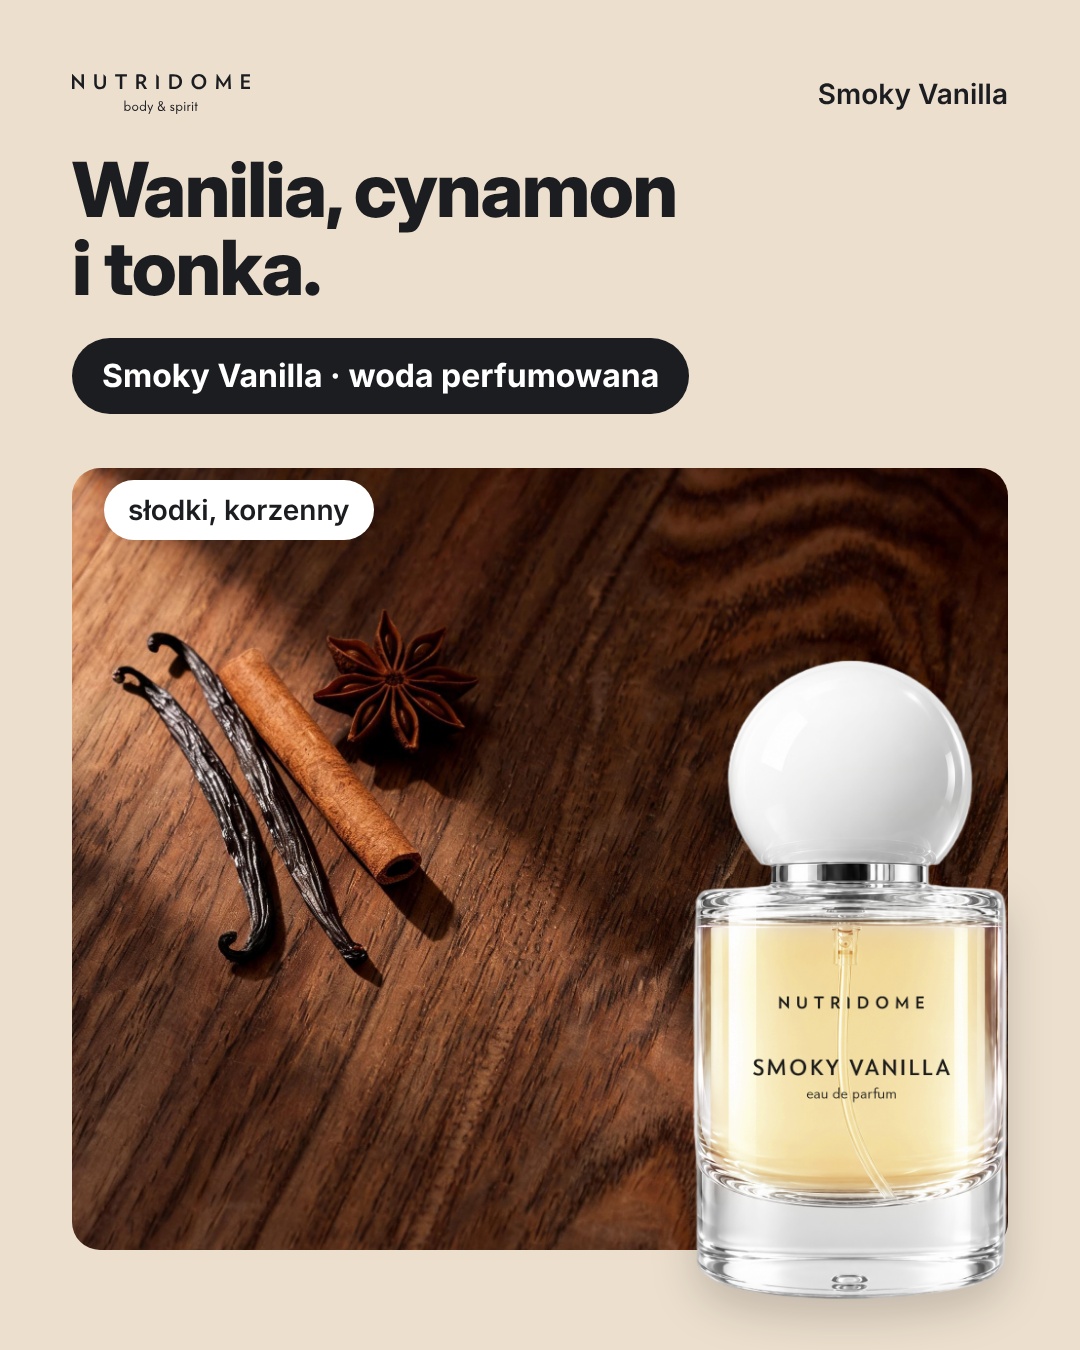 NUTRIDOME
body & spirit
Smoky Vanilla
Wanilia, cynamon
i tonka.
Smoky Vanilla · woda perfumowana
słodki, korzenny
NUTRIDOME
SMOKY VANILLA
eau de parfum